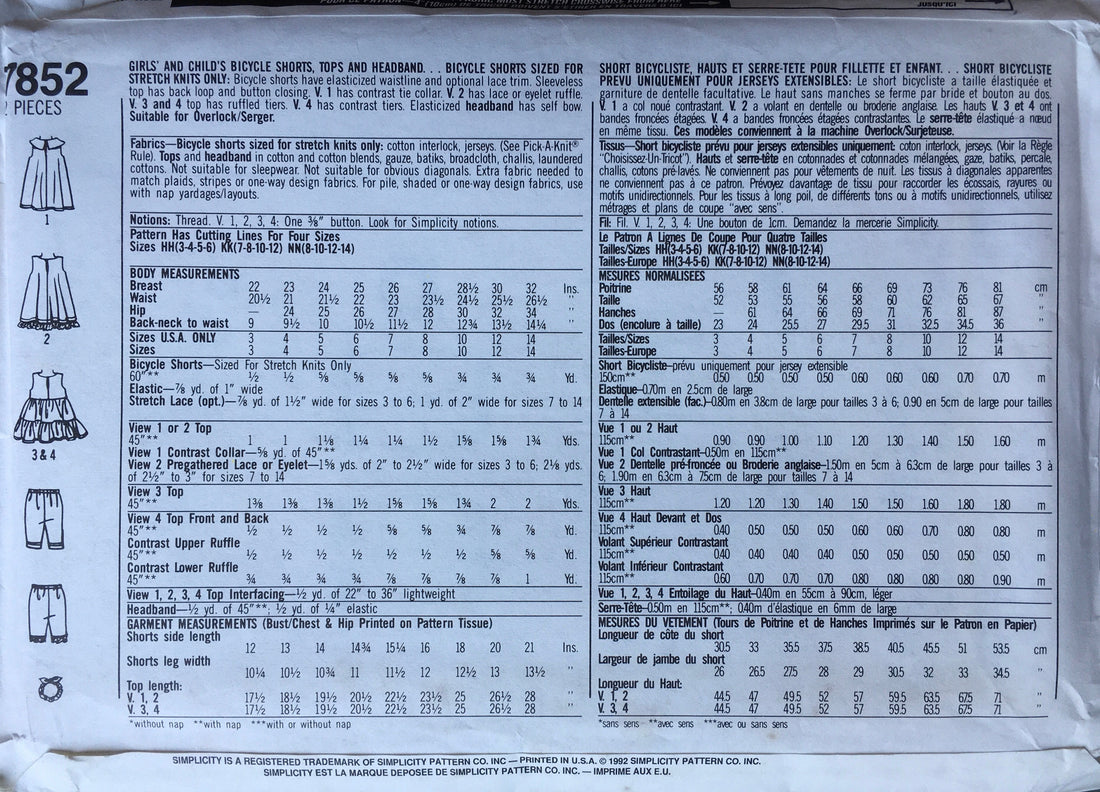 JUSQU'ICI
7852
PIECES
1
2
3 & 4
GIRLS' AND CHILD'S BICYCLE SHORTS, TOPS AND HEADBAND. . . BICYCLE SHORTS SIZED FOR
STRETCH KNITS ONLY: Bicycle shorts have elasticized waistline and optional lace trim. Sleeveless
top has back loop and button closing. V. 1 has contrast tie collar. V. 2 has lace or eyelet ruffle.
V. 3 and 4 top has ruffled tiers. V. 4 has contrast tiers. Elasticized headband has self bow.
Suitable for Overlock/Serger.
Fabrics—Bicycle shorts sized for stretch knits only: cotton interlock, jerseys. (See Pick-A-Knit®
Rule). Tops and headband in cotton and cotton blends, gauze, batiks, broadcloth, challis, laundered
cottons. Not suitable for sleepwear. Not suitable for obvious diagonals. Extra fabric needed to
match plaids, stripes or one-way design fabrics. For pile, shaded or one-way design fabrics, use
with nap yardages/layouts.
Notions: Thread. V. 1, 2, 3, 4: One ⅜" button. Look for Simplicity notions.
Pattern Has Cutting Lines For Four Sizes
Sizes HH(3-4-5-6) KK(7-8-10-12) NN(8-10-12-14)
BODY MEASUREMENTS
Breast 22 23 24 25 26 27 28½ 30 32 Ins.
Waist 20½ 21 21½ 22 23 23½ 24½ 25½ 26½ "
Hip — 24 25 26 27 28 30 32 34 "
Back-neck to waist 9 9½ 10 10½ 11½ 12 12¾ 13½ 14¼ "
Sizes U.S.A. ONLY 3 4 5 6 7 8 10 12 14
Sizes 3 4 5 6 7 8 10 12 14
Bicycle Shorts—Sized For Stretch Knits Only
60"** ½ ½ ⅝ ⅝ ⅝ ⅝ ¾ ¾ ¾ Yd.
Elastic—⅞ yd. of 1" wide
Stretch Lace (opt.)—⅞ yd. of 1½" wide for sizes 3 to 6; 1 yd. of 2" wide for sizes 7 to 14
View 1 or 2 Top
45"** 1 1 1⅛ 1¼ 1¼ 1½ 1⅝ 1⅝ 1¾ Yds.
View 1 Contrast Collar—⅝ yd. of 45"**
View 2 Pregathered Lace or Eyelet—1⅝ yds. of 2" to 2½" wide for sizes 3 to 6; 2⅛ yds.
of 2½" to 3" for sizes 7 to 14
View 3 Top
45"** 1⅜ 1⅜ 1⅜ 1½ 1⅝ 1⅝ 1¾ 2 2 Yds.
View 4 Top Front and Back
45"** ½ ½ ½ ½ ⅝ ⅝ ¾ ⅞ ⅞ Yd.
Contrast Upper Ruffle
45"** ½ ½ ½ ½ ½ ½ ½ ⅝ ⅝ Yd.
Contrast Lower Ruffle
45"** ¾ ¾ ¾ ¾ ⅞ ⅞ ⅞ ⅞ 1 Yd.
View 1, 2, 3, 4 Top Interfacing—½ yd. of 22" to 36" lightweight
Headband—½ yd. of 45"**; ½ yd. of ¼" elastic
GARMENT MEASUREMENTS (Bust/Chest & Hip Printed on Pattern Tissue)
Shorts side length
12 13 14 14¾ 15¼ 16 18 20 21 Ins.
Shorts leg width
10¼ 10½ 10¾ 11 11½ 12 12½ 13 13½ "
Top length:
V. 1, 2 17½ 18½ 19½ 20½ 22½ 23½ 25 26½ 28 "
V. 3, 4 17½ 18½ 19½ 20½ 22½ 23½ 25 26½ 28 "
*without nap **with nap ***with or without nap
SHORT BICYCLISTE, HAUTS ET SERRE-TETE POUR FILLETTE ET ENFANT. . . SHORT BICYCLISTE
PREVU UNIQUEMENT POUR JERSEYS EXTENSIBLES: Le short bicycliste a taille élastiquée et
garniture de dentelle facultative. Le haut sans manches se ferme par bride et bouton au dos.
V. 1 a col noué contrastant. V. 2 a volant en dentelle ou broderie anglaise. Les hauts V. 3 et 4 ont
bandes froncées étagées. V. 4 a bandes froncées étagées contrastantes. Le serre-tête élastiqué a nœud
en même tissu. Ces modèles conviennent à la machine Overlock/Surjeteuse.
Tissus—Short bicycliste prévu pour jerseys extensibles uniquement: coton interlock, jerseys. (Voir la Règle
"Choisissez-Un-Tricot"). Hauts et serre-tête en cotonnades et cotonnades mélangées, gaze, batiks, percale,
challis, cotons pré-lavés. Ne conviennent pour vêtements de nuit. Les tissus à diagonales apparentes
ne conviennent pas à ce patron. Prévoyez davantage de tissu pour raccorder les écossais, rayures ou
motifs unidirectionnels. Pour les tissus à long poil, de différents tons ou à motifs unidirectionnels, utilisez
métrages et plans de coupe "avec sens".
Fil: Fil. V. 1, 2, 3, 4: Une bouton de 1cm. Demandez la mercerie Simplicity.
Le Patron A Lignes De Coupe Pour Quatre Tailles
Tailles/Sizes HH(3-4-5-6) KK(7-8-10-12) NN(8-10-12-14)
Tailles-Europe HH(3-4-5-6) KK(7-8-10-12) NN(8-10-12-14)
MESURES NORMALISEES
Poitrine 56 58 61 64 66 69 73 76 81 cm
Taille 52 53 55 56 58 60 62 65 67 "
Hanches — 61 64 66 69 71 76 81 87 "
Dos (encolure à taille) 23 24 25.5 27 29.5 31 32.5 34.5 36 "
Tailles/Sizes 3 4 5 6 7 8 10 12 14
Tailles-Europe 3 4 5 6 7 8 10 12 14
Short Bicycliste—prévu uniquement pour jersey extensible
150cm** 0.50 0.50 0.50 0.50 0.60 0.60 0.60 0.70 0.70 m
Elastique—0.70m en 2.5cm de large
Dentelle extensible (fac.)—0.80m en 3.8cm de large pour tailles 3 à 6; 0.90 en 5cm de large pour tailles
7 à 14
Vue 1 ou 2 Haut
115cm** 0.90 0.90 1.00 1.10 1.20 1.30 1.40 1.50 1.60 m
Vue 1 Col Contrastant—0.50m en 115cm**
Vue 2 Dentelle pré-froncée ou Broderie anglaise—1.50m en 5cm à 6.3cm de large pour tailles 3 à
6; 1.90m en 6.3cm à 7.5cm de large pour tailles 7 à 14
Vue 3 Haut
115cm** 1.20 1.20 1.30 1.40 1.50 1.50 1.60 1.80 1.80 m
Vue 4 Haut Devant et Dos
115cm** 0.40 0.50 0.50 0.50 0.60 0.60 0.70 0.80 0.80 m
Volant Supérieur Contrastant
115cm** 0.40 0.40 0.40 0.40 0.50 0.50 0.50 0.50 0.50 m
Volant Inférieur Contrastant
115cm** 0.60 0.70 0.70 0.70 0.80 0.80 0.80 0.80 0.90 m
Vue 1, 2, 3, 4 Entoilage du Haut—0.40m en 55cm à 90cm, léger
Serre-Tête—0.50m en 115cm**; 0.40m d'élastique en 6mm de large
MESURES DU VETEMENT (Tours de Poitrine et de Hanches Imprimés sur le Patron en Papier)
Longueur de côte du short
30.5 33 35.5 37.5 38.5 40.5 45.5 51 53.5 cm
Largeur de jambe du short
26 26.5 27.5 28 29 30.5 32 33 34.5 "
Longueur du Haut:
V. 1, 2 44.5 47 49.5 52 57 59.5 63.5 67.5 71 "
V. 3, 4 44.5 47 49.5 52 57 59.5 63.5 67.5 71 "
*sans sens **avec sens ***avec ou sans sens
SIMPLICITY IS A REGISTERED TRADEMARK OF SIMPLICITY PATTERN CO. INC — PRINTED IN U.S.A. © 1992 SIMPLICITY PATTERN CO. INC.
SIMPLICITY EST LA MARQUE DEPOSEE DE SIMPLICITY PATTERN CO. INC. — IMPRIME AUX E.U.